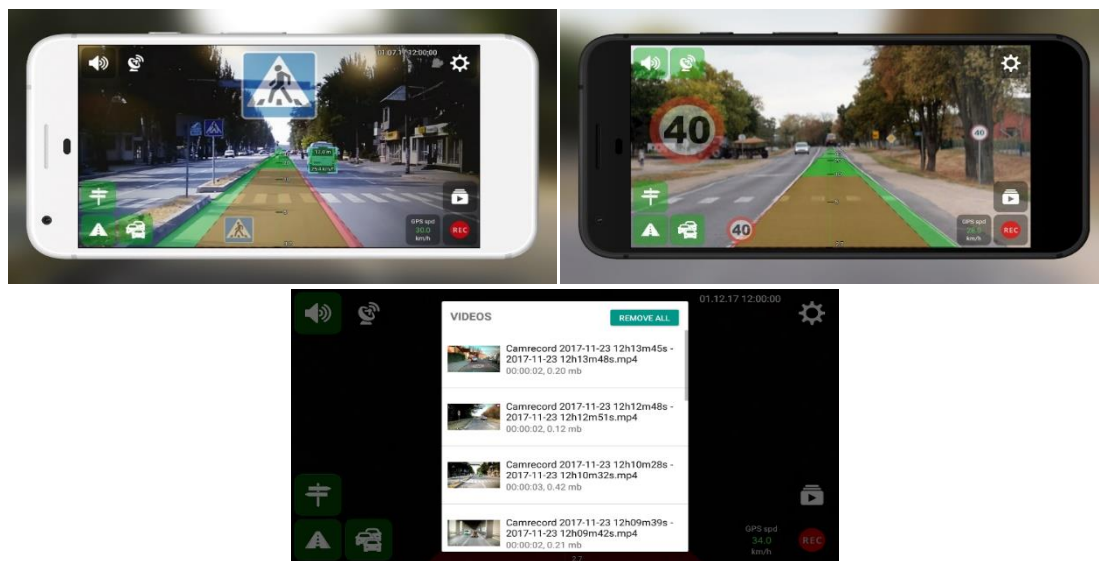 01.07.17 12:00:00
GPS spd
30.0
km/h
REC
40
40
40
GPS spd
km/h
REC
01.12.17 12:00:00
VIDEOS
REMOVE ALL
Camrecord 2017-11-23 12h13m45s -
2017-11-23 12h13m48s.mp4
00:00:02, 0.20 mb
Camrecord 2017-11-23 12h12m48s -
2017-11-23 12h12m51s.mp4
00:00:02, 0.12 mb
Camrecord 2017-11-23 12h10m28s -
2017-11-23 12h10m32s.mp4
00:00:03, 0.42 mb
Camrecord 2017-11-23 12h09m39s -
2017-11-23 12h09m42s.mp4
00:00:02, 0.21 mb
GPS spd
34.0
km/h
REC
2.7